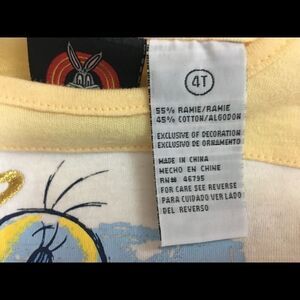 4T
55% RAMIE/RAMIE
45% COTTON/ALGODON
EXCLUSIVE OF DECORATION
EXCLUSIVO DE ORNAMENTO
MADE IN CHINA
HECHO EN CHINE
RN# 46795
FOR CARE SEE REVERSE
PARA CUIDADO VER LADO
DEL REVERSO